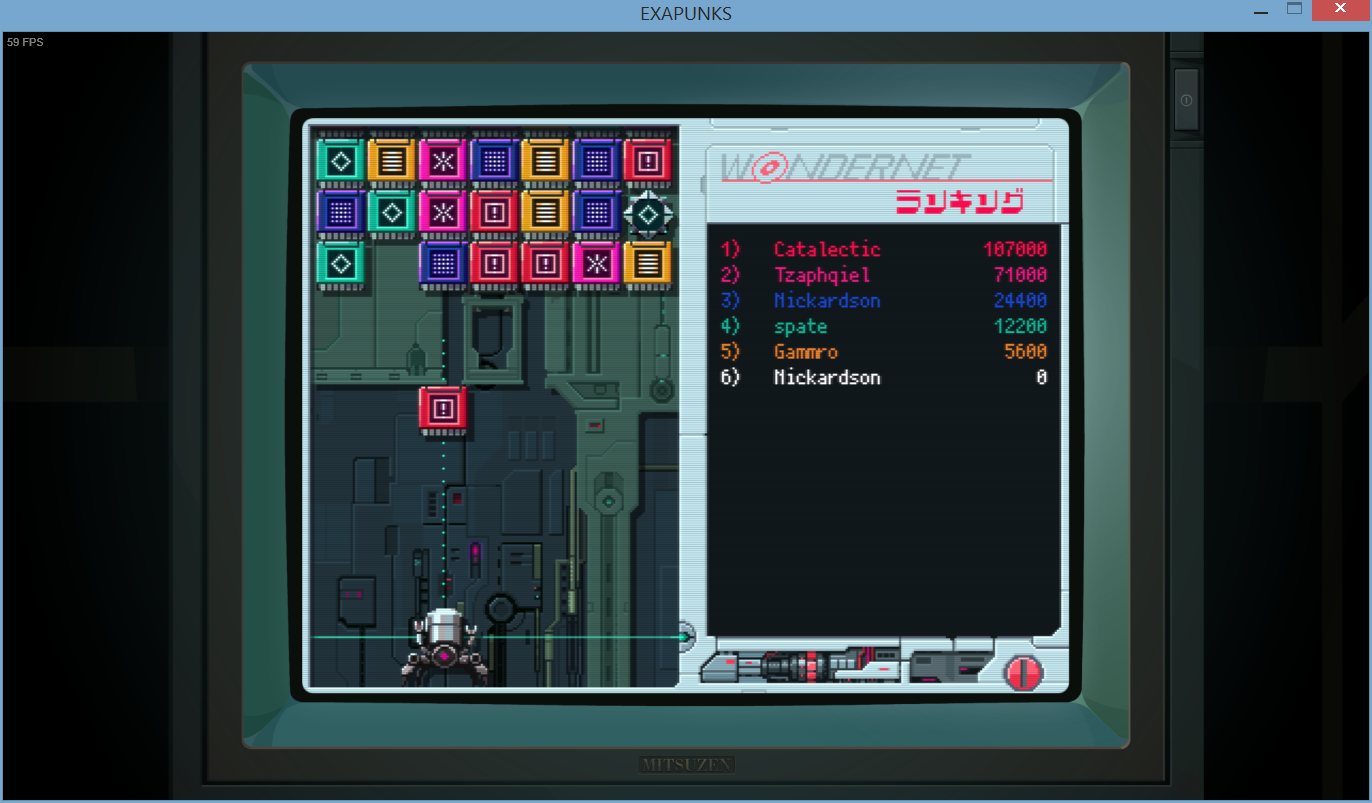 EXAPUNKS
59 FPS
WONDERNET
ランキング
1) Catalectic 107000
2) Tzaphqiel 71000
3) Nickardson 24400
4) spate 12200
5) Gammro 5600
6) Nickardson 0
MITSUZEN